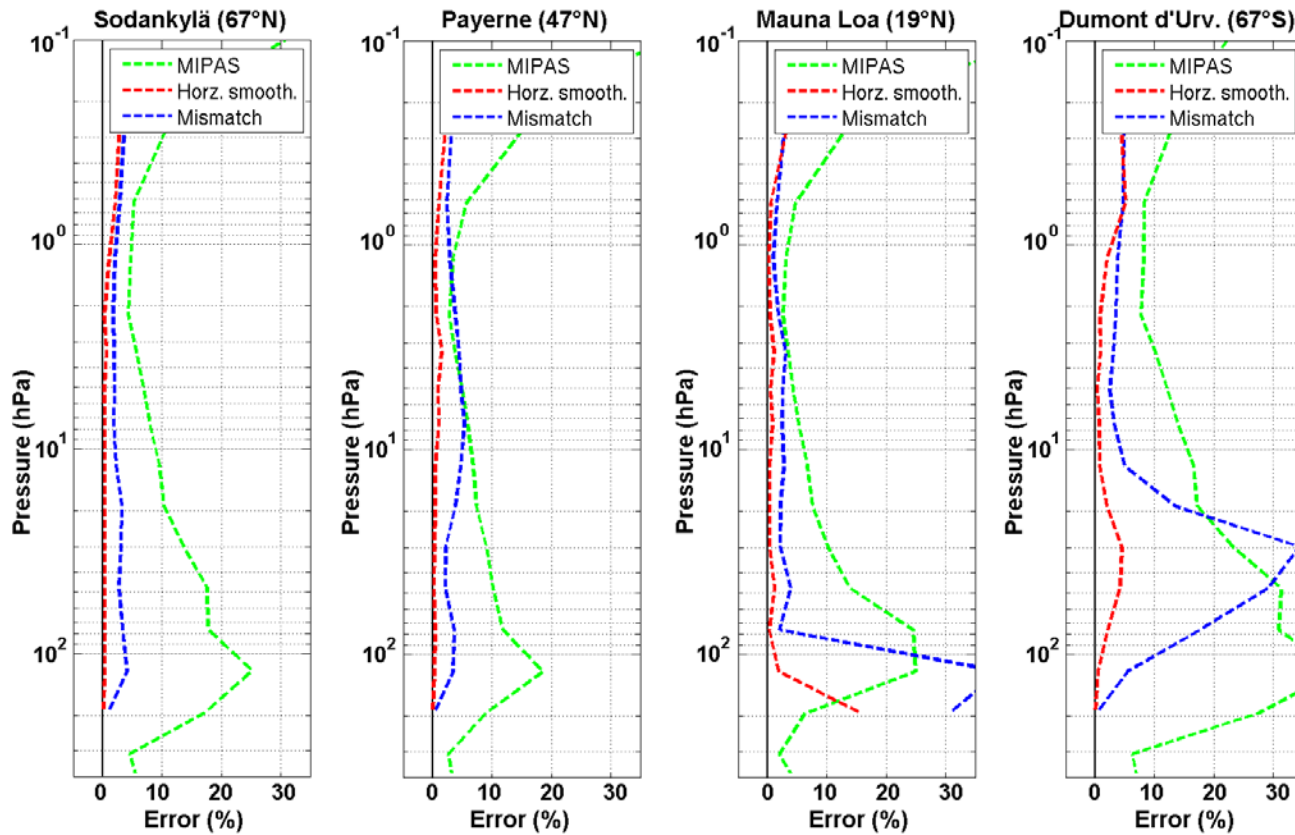 Sodankylä (67°N)
10⁻¹
MIPAS
Horz. smooth.
Mismatch
10⁰
10¹
10²
Pressure (hPa)
0 10 20 30
Error (%)
Payerne (47°N)
10⁻¹
MIPAS
Horz. smooth.
Mismatch
10⁰
10¹
10²
Pressure (hPa)
0 10 20 30
Error (%)
Mauna Loa (19°N)
10⁻¹
MIPAS
Horz. smooth.
Mismatch
10⁰
10¹
10²
Pressure (hPa)
0 10 20 30
Error (%)
Dumont d'Urv. (67°S)
10⁻¹
MIPAS
Horz. smooth.
Mismatch
10⁰
10¹
10²
Pressure (hPa)
0 10 20 30
Error (%)